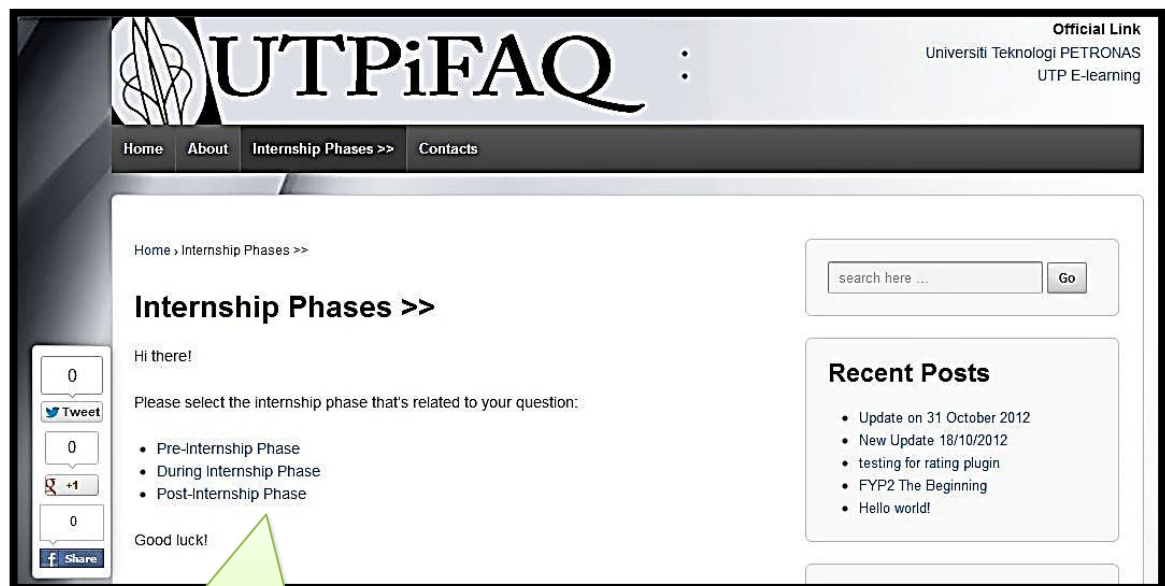 UTPiFAQ :
Official Link
Universiti Teknologi PETRONAS
UTP E-learning
Home About Internship Phases >> Contacts
Home › Internship Phases >>
Internship Phases >>
Hi there!
Please select the internship phase that's related to your question:
• Pre-Internship Phase
• During Internship Phase
• Post-Internship Phase
Good luck!
search here ... Go
Recent Posts
• Update on 31 October 2012
• New Update 18/10/2012
• testing for rating plugin
• FYP2 The Beginning
• Hello world!
0
Tweet
0
g +1
0
f Share